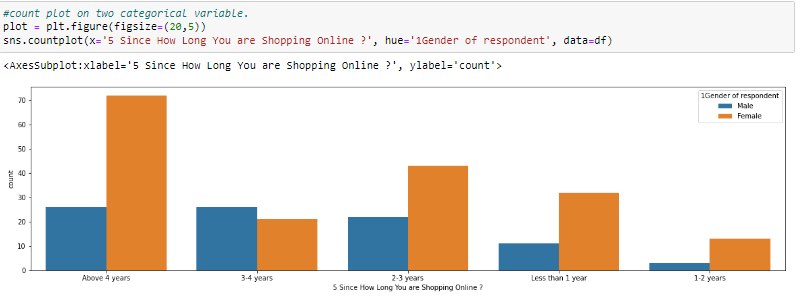 #count plot on two categorical variable.
plot = plt.figure(figsize=(20,5))
sns.countplot(x='5 Since How Long You are Shopping Online ?', hue='1Gender of respondent', data=df)
<AxesSubplot:xlabel='5 Since How Long You are Shopping Online ?', ylabel='count'>
1Gender of respondent
Male
Female
70
60
50
40
30
20
10
0
count
Above 4 years
3-4 years
2-3 years
Less than 1 year
1-2 years
5 Since How Long You are Shopping Online ?